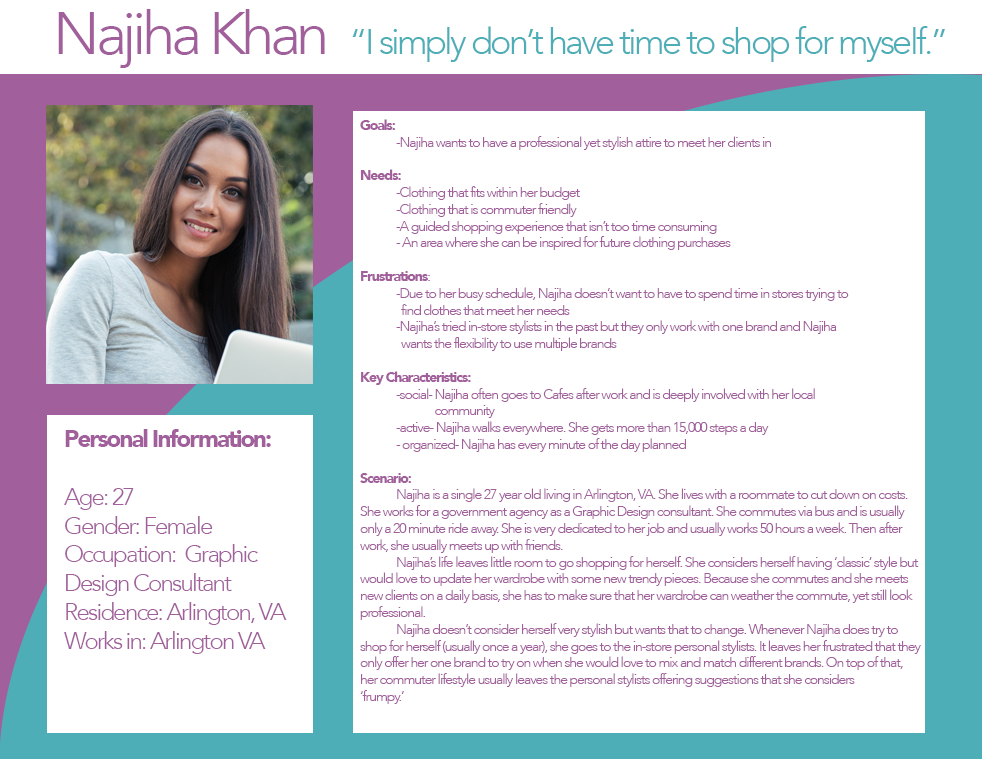 Najiha Khan
“I simply don’t have time to shop for myself.”
Personal Information:
Age: 27
Gender: Female
Occupation: Graphic
Design Consultant
Residence: Arlington, VA
Works in: Arlington VA
Goals:
-Najiha wants to have a professional yet stylish attire to meet her clients in
Needs:
-Clothing that fits within her budget
-Clothing that is commuter friendly
-A guided shopping experience that isn’t too time consuming
- An area where she can be inspired for future clothing purchases
Frustrations:
-Due to her busy schedule, Najiha doesn’t want to have to spend time in stores trying to
find clothes that meet her needs
-Najiha’s tried in-store stylists in the past but they only work with one brand and Najiha
wants the flexibility to use multiple brands
Key Characteristics:
-social- Najiha often goes to Cafes after work and is deeply involved with her local
community
-active- Najiha walks everywhere. She gets more than 15,000 steps a day
- organized- Najiha has every minute of the day planned
Scenario:
Najiha is a single 27 year old living in Arlington, VA. She lives with a roommate to cut down on costs.
She works for a government agency as a Graphic Design consultant. She commutes via bus and is usually
only a 20 minute ride away. She is very dedicated to her job and usually works 50 hours a week. Then after
work, she usually meets up with friends.
Najiha’s life leaves little room to go shopping for herself. She considers herself having ‘classic’ style but
would love to update her wardrobe with some new trendy pieces. Because she commutes and she meets
new clients on a daily basis, she has to make sure that her wardrobe can weather the commute, yet still look
professional.
Najiha doesn’t consider herself very stylish but wants that to change. Whenever Najiha does try to
shop for herself (usually once a year), she goes to the in-store personal stylists. It leaves her frustrated that they
only offer her one brand to try on when she would love to mix and match different brands. On top of that,
her commuter lifestyle usually leaves the personal stylists offering suggestions that she considers
‘frumpy.’